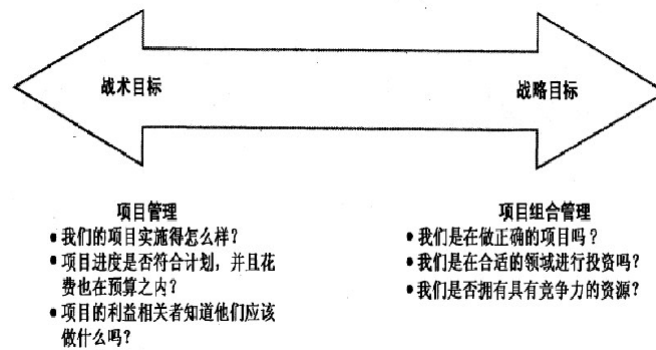 战术目标
战略目标
项目管理
• 我们的项目实施得怎么样？
• 项目进度是否符合计划，并且花
费也在预算之内？
• 项目的利益相关者知道他们应该
做什么吗？
项目组合管理
• 我们是在做正确的项目吗？
• 我们是在合适的领域进行投资吗？
• 我们是否拥有具有竞争力的资源？